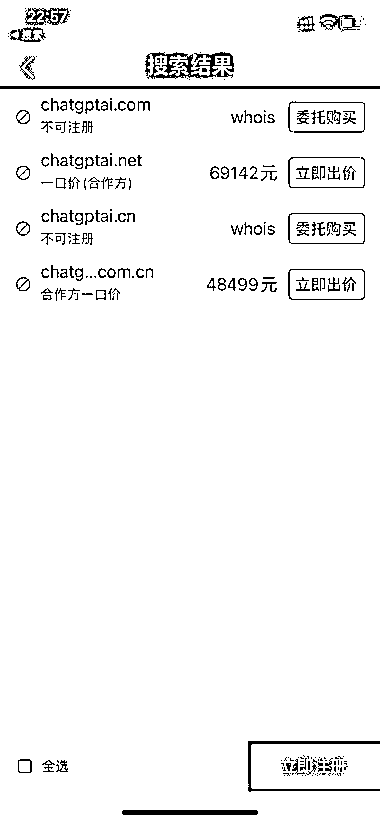 22:57
搜索结果
chatgptai.com
不可注册
whois
委托购买
chatgptai.net
一口价(合作方)
69142元
立即出价
chatgptai.cn
不可注册
whois
委托购买
chatg...com.cn
合作方一口价
48499元
立即出价
全选
立即注册